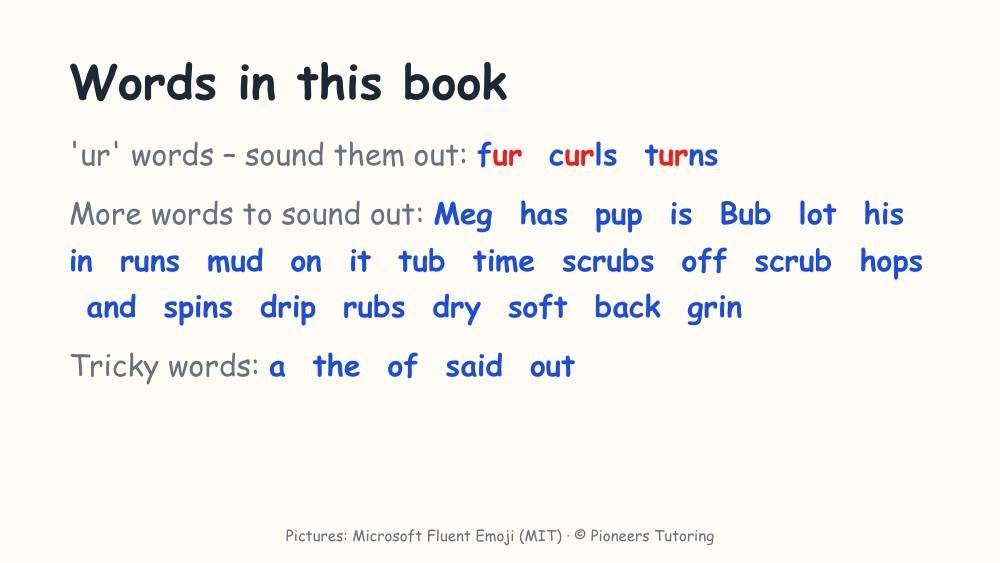 Words in this book
'ur' words – sound them out: fur curls turns
More words to sound out: Meg has pup is Bub lot his
in runs mud on it tub time scrubs off scrub hops
and spins drip rubs dry soft back grin
Tricky words: a the of said out
Pictures: Microsoft Fluent Emoji (MIT) · © Pioneers Tutoring